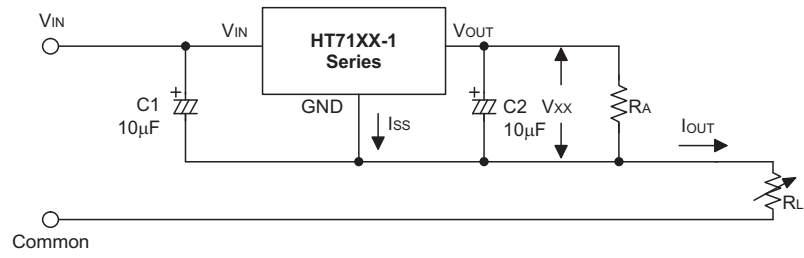 VIN
VIN
HT71XX-1
Series
VOUT
GND
C1
10μF
ISS
C2
10μF
VXX
RA
IOUT
RL
Common